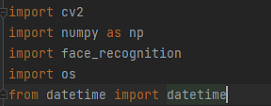 import cv2
import numpy as np
import face_recognition
import os
from datetime import datetime